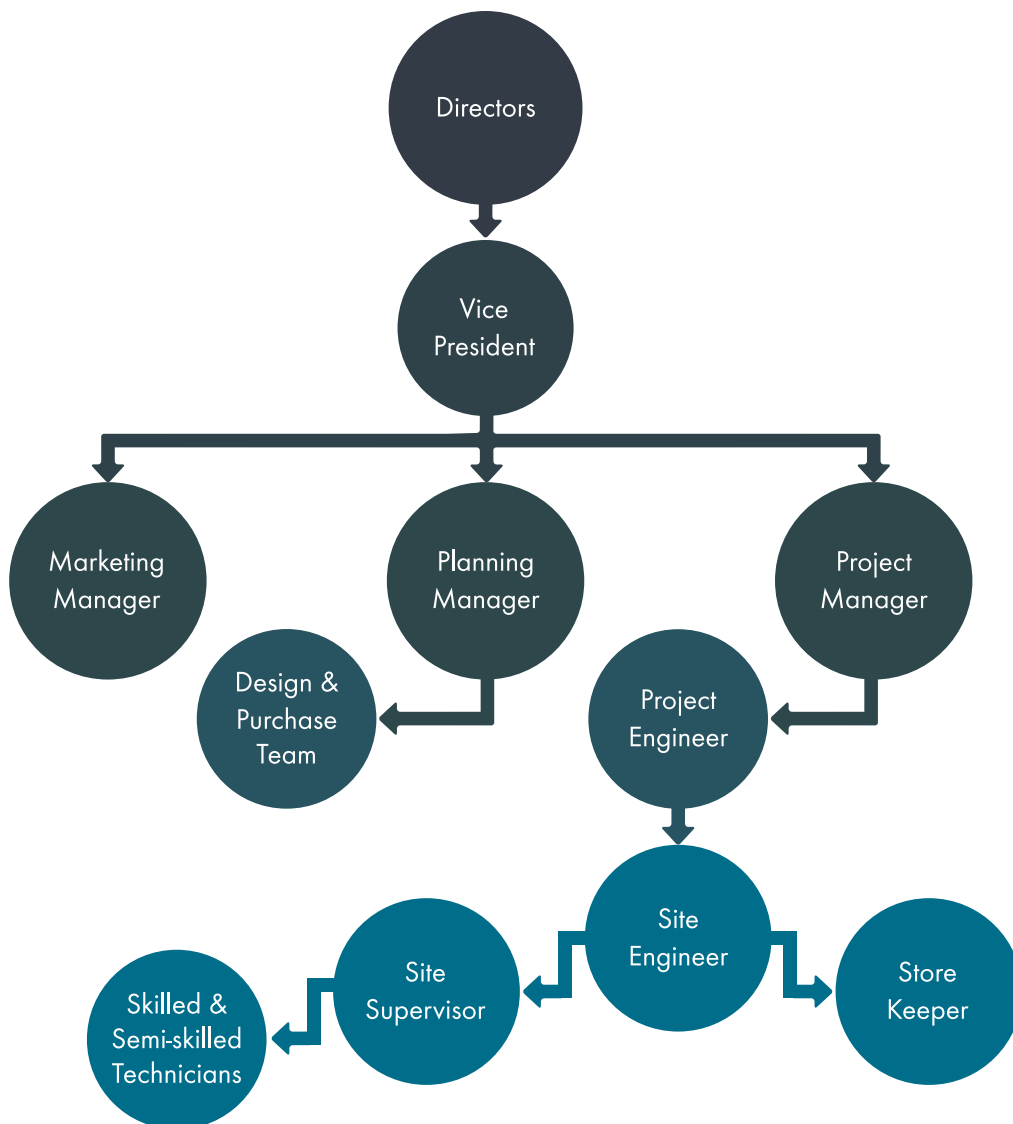 Directors
Vice
President
Marketing
Manager
Planning
Manager
Project
Manager
Design &
Purchase
Team
Project
Engineer
Site
Engineer
Site
Supervisor
Store
Keeper
Skilled &
Semi-skilled
Technicians